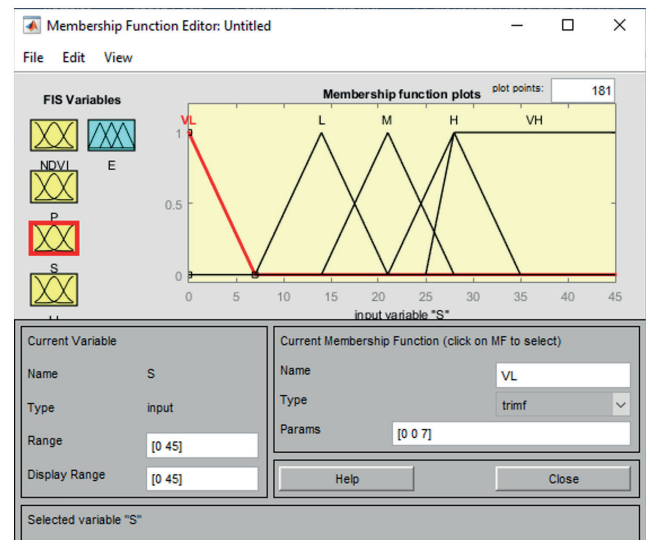 Membership Function Editor: Untitled
File Edit View
FIS Variables
Membership function plots
plot points:
181
VL L M H VH
NDVI E
P
S
1
0.5
0
0 5 10 15 20 25 30 35 40 45
input variable "S"
Current Variable
Name S
Type input
Range [0 45]
Display Range [0 45]
Current Membership Function (click on MF to select)
Name VL
Type trimf
Params [0 0 7]
Help Close
Selected variable "S"